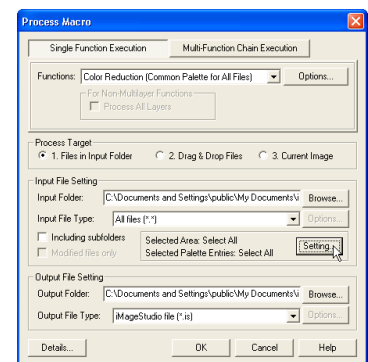 Process Macro
Single Function Execution Multi-Function Chain Execution
Functions: Color Reduction (Common Palette for All Files) Options...
For Non-Multilayer Functions
Process All Layers
Process Target
1. Files in Input Folder 2. Drag & Drop Files 3. Current Image
Input File Setting
Input Folder: C:\Documents and Settings\public\My Documents\i Browse...
Input File Type: All files (*.*) Options...
Including subfolders Selected Area: Select All Setting...
Modified files only Selected Palette Entries: Select All
Output File Setting
Output Folder: C:\Documents and Settings\public\My Documents\i Browse...
Output File Type: iMageStudio file (*.is) Options...
Details... OK Cancel Help